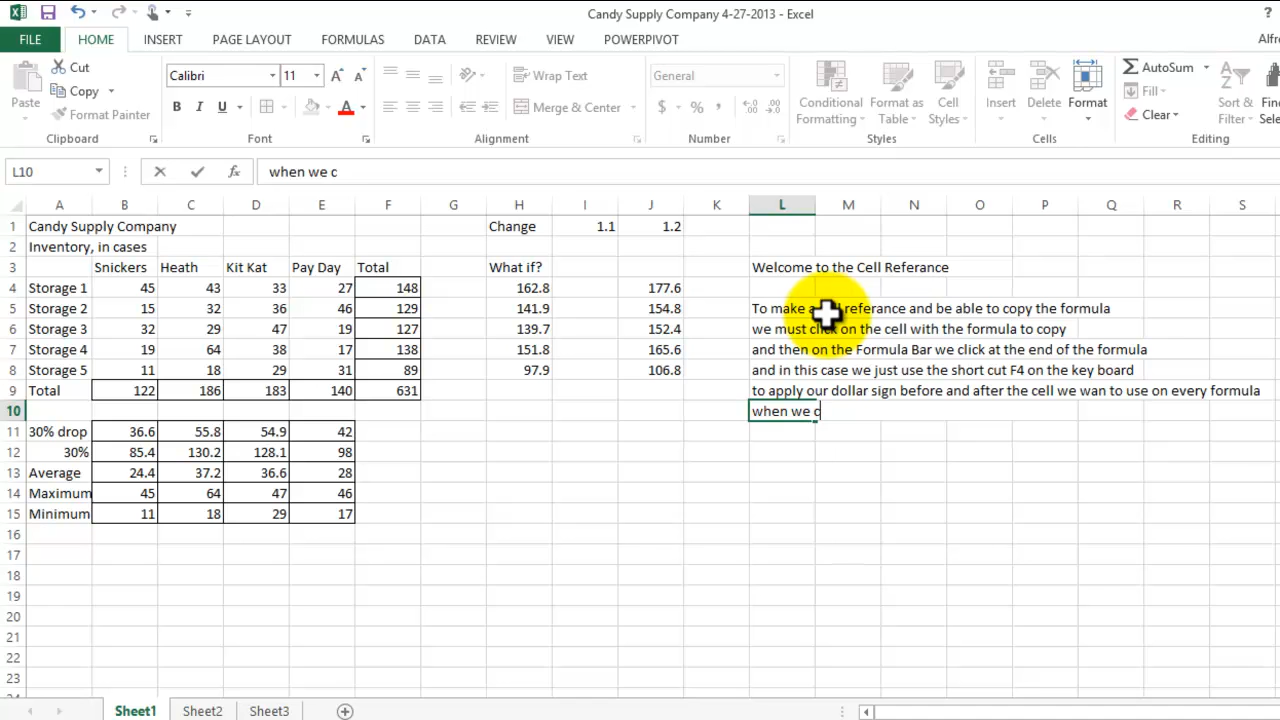 Candy Supply Company 4-27-2013 - Excel
?
FILE HOME INSERT PAGE LAYOUT FORMULAS DATA REVIEW VIEW POWERPIVOT
Paste
Cut
Copy
Format Painter
Clipboard
Calibri 11
B I U
Font
Wrap Text
Merge & Center
Alignment
General
$ % ,
Number
Conditional Formatting
Format as Table
Cell Styles
Styles
Insert Delete Format
Cells
AutoSum
Fill
Clear
Sort & Filter
Editing
L10 fx when we c
A B C D E F G H I J K L M N O P Q R S
1 Candy Supply Company Change 1.1 1.2
2 Inventory, in cases
3 Snickers Heath Kit Kat Pay Day Total What if? Welcome to the Cell Referance
4 Storage 1 45 43 33 27 148 162.8 177.6
5 Storage 2 15 32 36 46 129 141.9 154.8 To make a referance and be able to copy the formula
6 Storage 3 32 29 47 19 127 139.7 152.4 we must click on the cell with the formula to copy
7 Storage 4 19 64 38 17 138 151.8 165.6 and then on the Formula Bar we click at the end of the formula
8 Storage 5 11 18 29 31 89 97.9 106.8 and in this case we just use the short cut F4 on the key board
9 Total 122 186 183 140 631 to apply our dollar sign before and after the cell we wan to use on every formula
10 when we c
11 30% drop 36.6 55.8 54.9 42
12 30% 85.4 130.2 128.1 98
13 Average 24.4 37.2 36.6 28
14 Maximum 45 64 47 46
15 Minimum 11 18 29 17
16
17
18
19
20
21
22
23
Sheet1 Sheet2 Sheet3